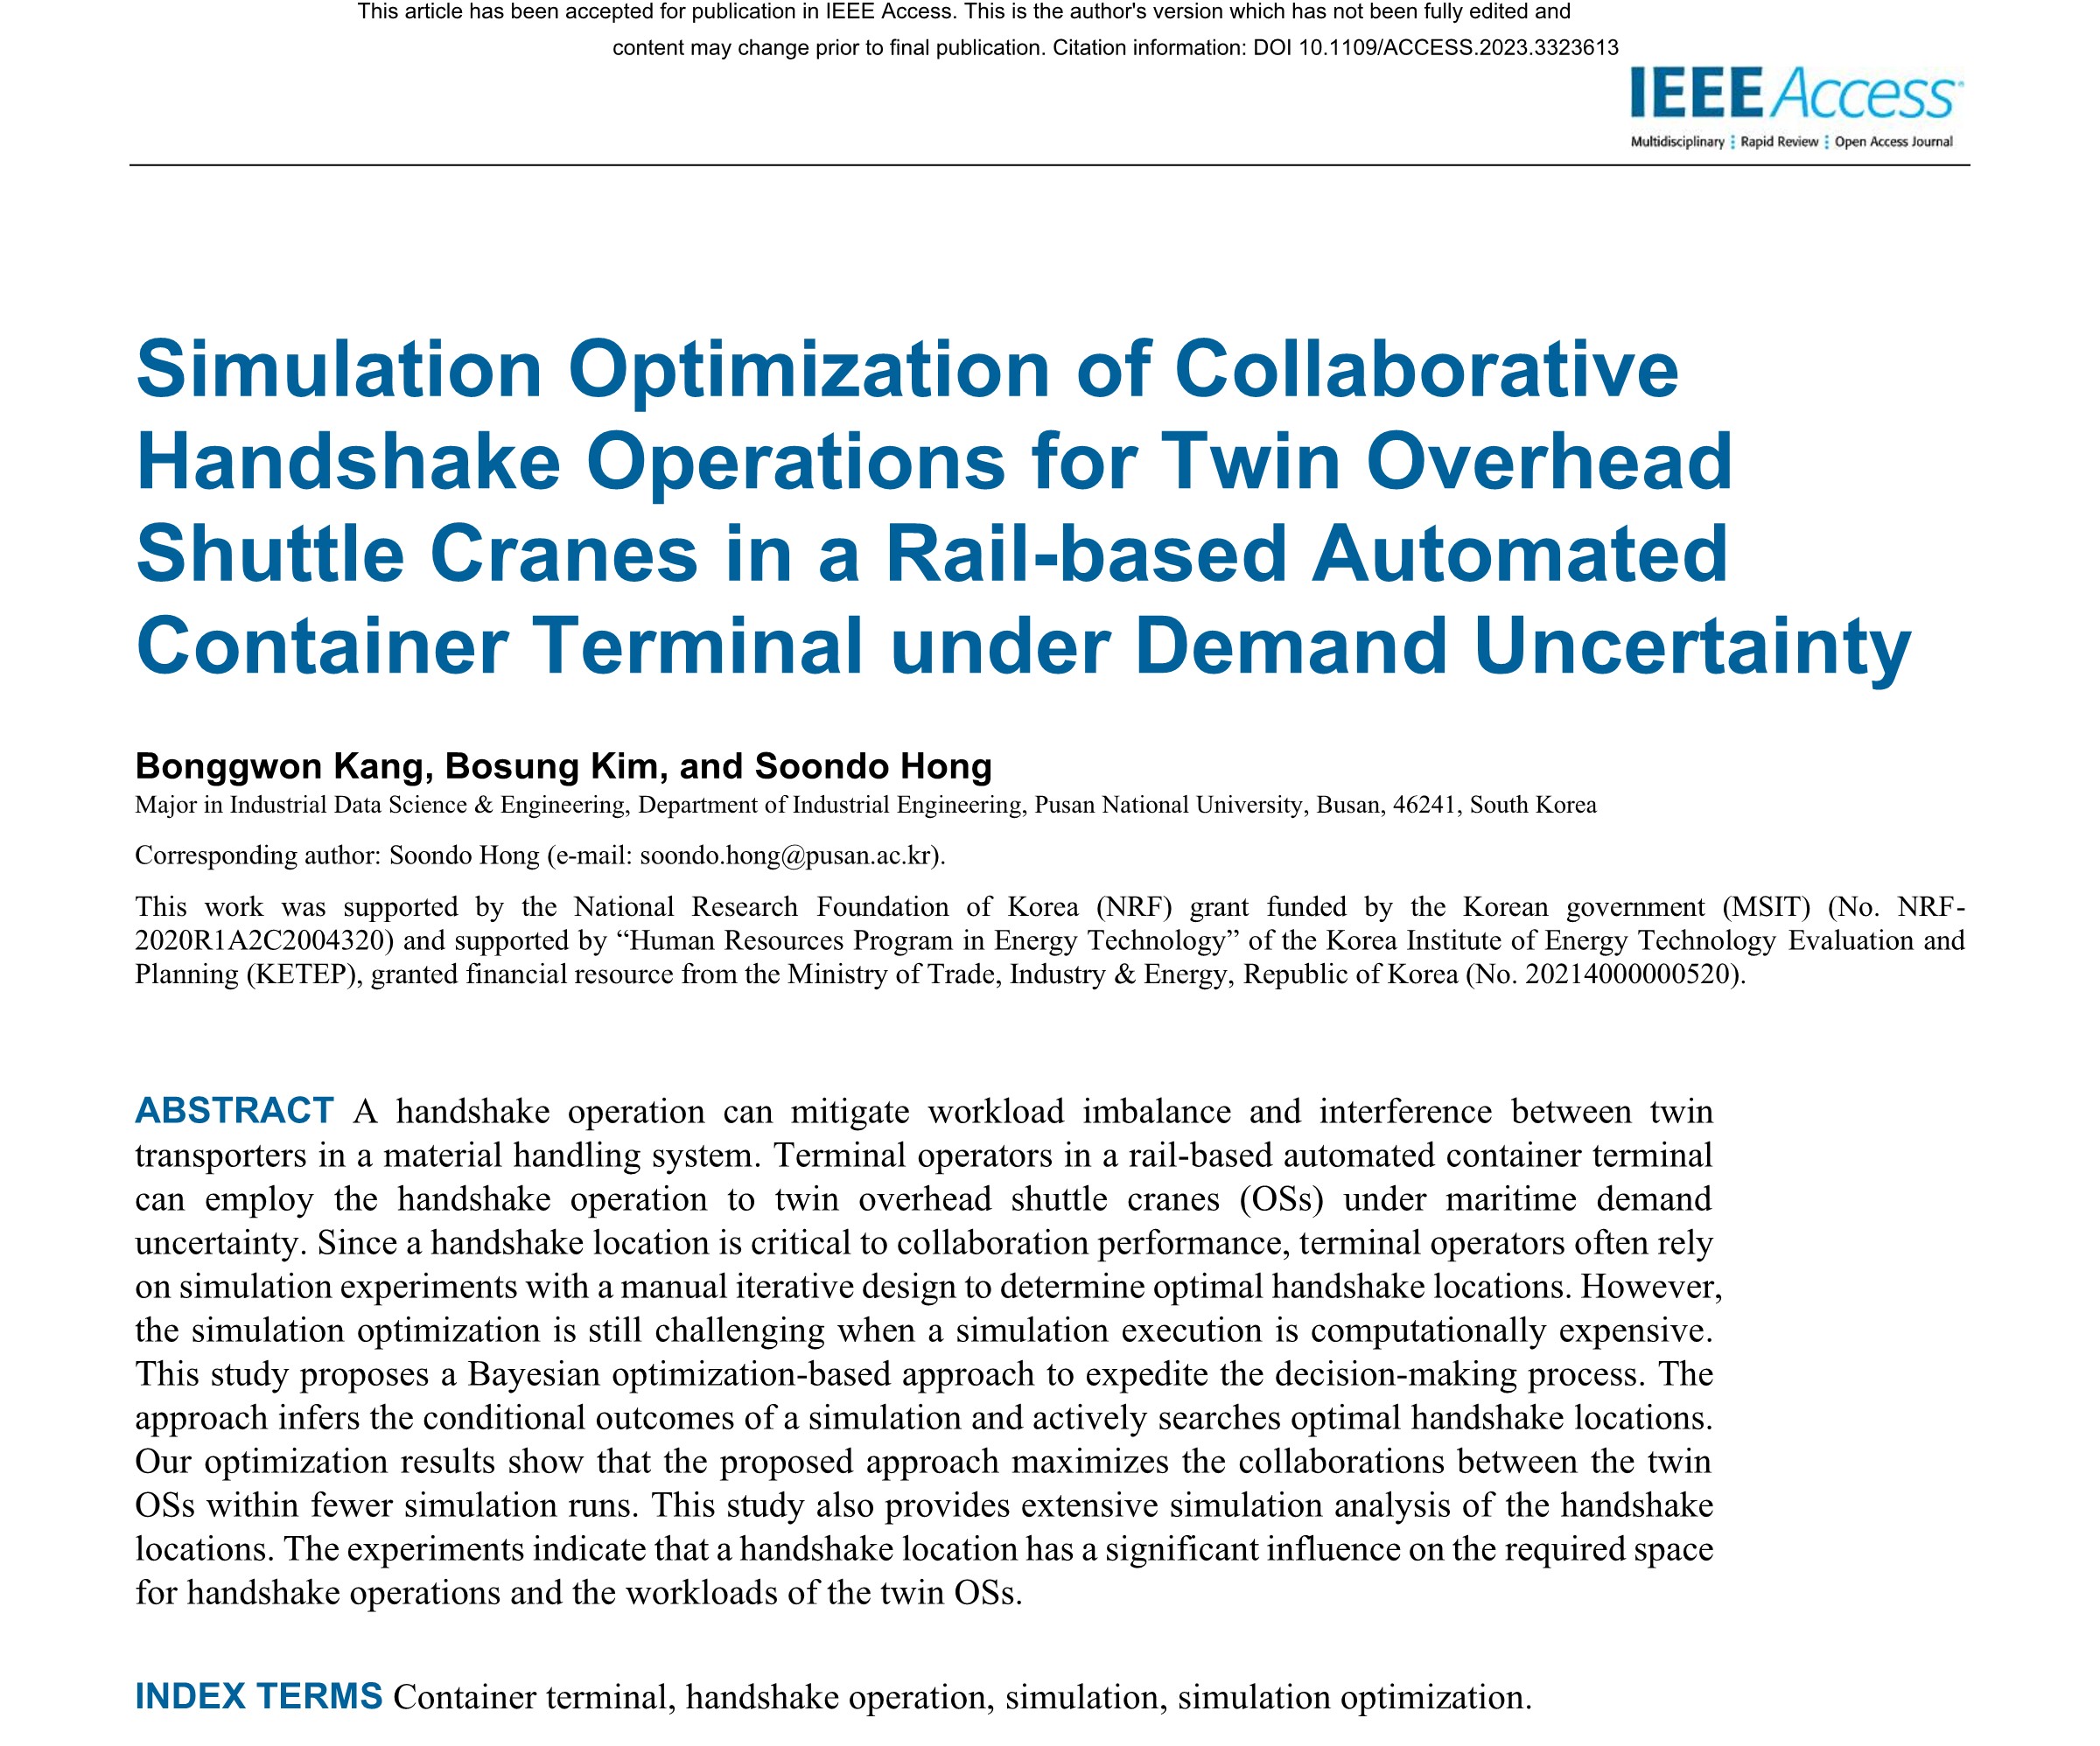 This article has been accepted for publication in IEEE Access. This is the author's version which has not been fully edited and
content may change prior to final publication. Citation information: DOI 10.1109/ACCESS.2023.3323613
IEEE Access
Multidisciplinary ⋮ Rapid Review ⋮ Open Access Journal
Simulation Optimization of Collaborative
Handshake Operations for Twin Overhead
Shuttle Cranes in a Rail-based Automated
Container Terminal under Demand Uncertainty
Bonggwon Kang, Bosung Kim, and Soondo Hong
Major in Industrial Data Science & Engineering, Department of Industrial Engineering, Pusan National University, Busan, 46241, South Korea
Corresponding author: Soondo Hong (e-mail: soondo.hong@pusan.ac.kr).
This work was supported by the National Research Foundation of Korea (NRF) grant funded by the Korean government (MSIT) (No. NRF-
2020R1A2C2004320) and supported by “Human Resources Program in Energy Technology” of the Korea Institute of Energy Technology Evaluation and
Planning (KETEP), granted financial resource from the Ministry of Trade, Industry & Energy, Republic of Korea (No. 20214000000520).
ABSTRACT A handshake operation can mitigate workload imbalance and interference between twin
transporters in a material handling system. Terminal operators in a rail-based automated container terminal
can employ the handshake operation to twin overhead shuttle cranes (OSs) under maritime demand
uncertainty. Since a handshake location is critical to collaboration performance, terminal operators often rely
on simulation experiments with a manual iterative design to determine optimal handshake locations. However,
the simulation optimization is still challenging when a simulation execution is computationally expensive.
This study proposes a Bayesian optimization-based approach to expedite the decision-making process. The
approach infers the conditional outcomes of a simulation and actively searches optimal handshake locations.
Our optimization results show that the proposed approach maximizes the collaborations between the twin
OSs within fewer simulation runs. This study also provides extensive simulation analysis of the handshake
locations. The experiments indicate that a handshake location has a significant influence on the required space
for handshake operations and the workloads of the twin OSs.
INDEX TERMS Container terminal, handshake operation, simulation, simulation optimization.